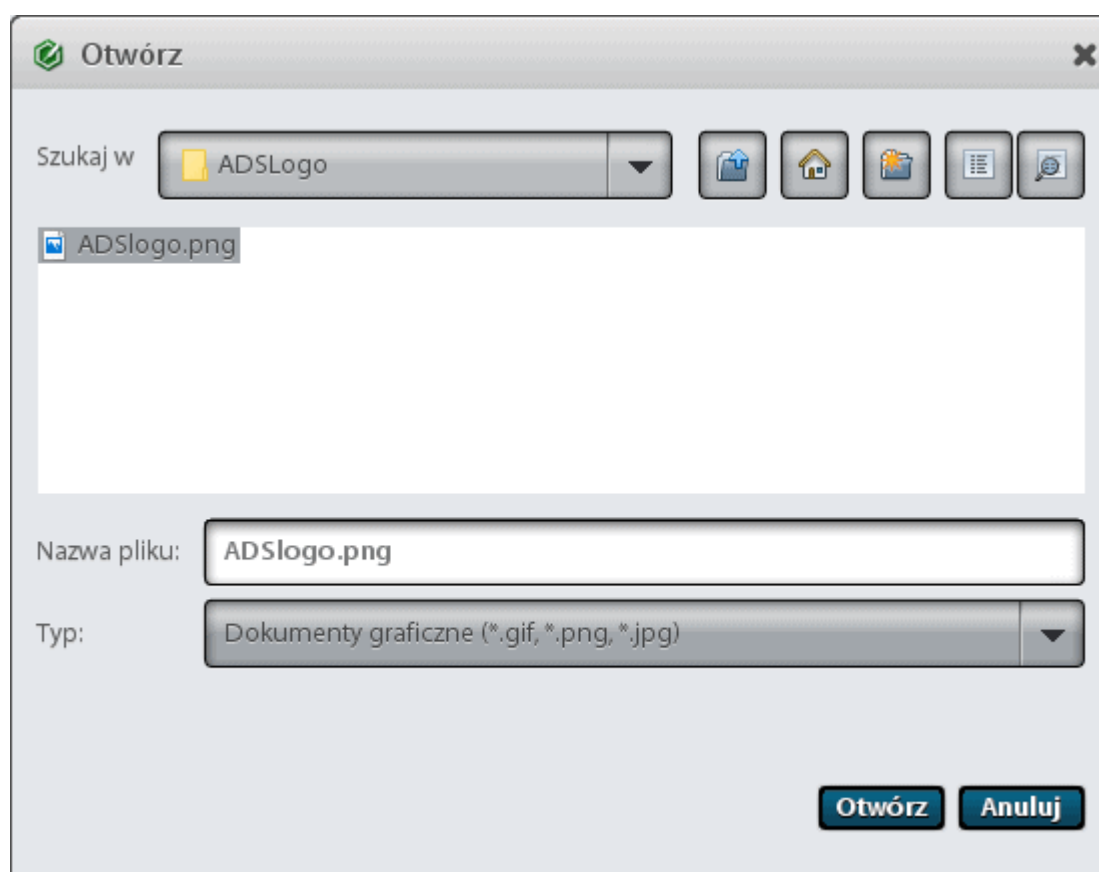 Otwórz
Szukaj w ADSLogo
ADSlogo.png
Nazwa pliku: ADSlogo.png
Typ: Dokumenty graficzne (*.gif, *.png, *.jpg)
Otwórz Anuluj